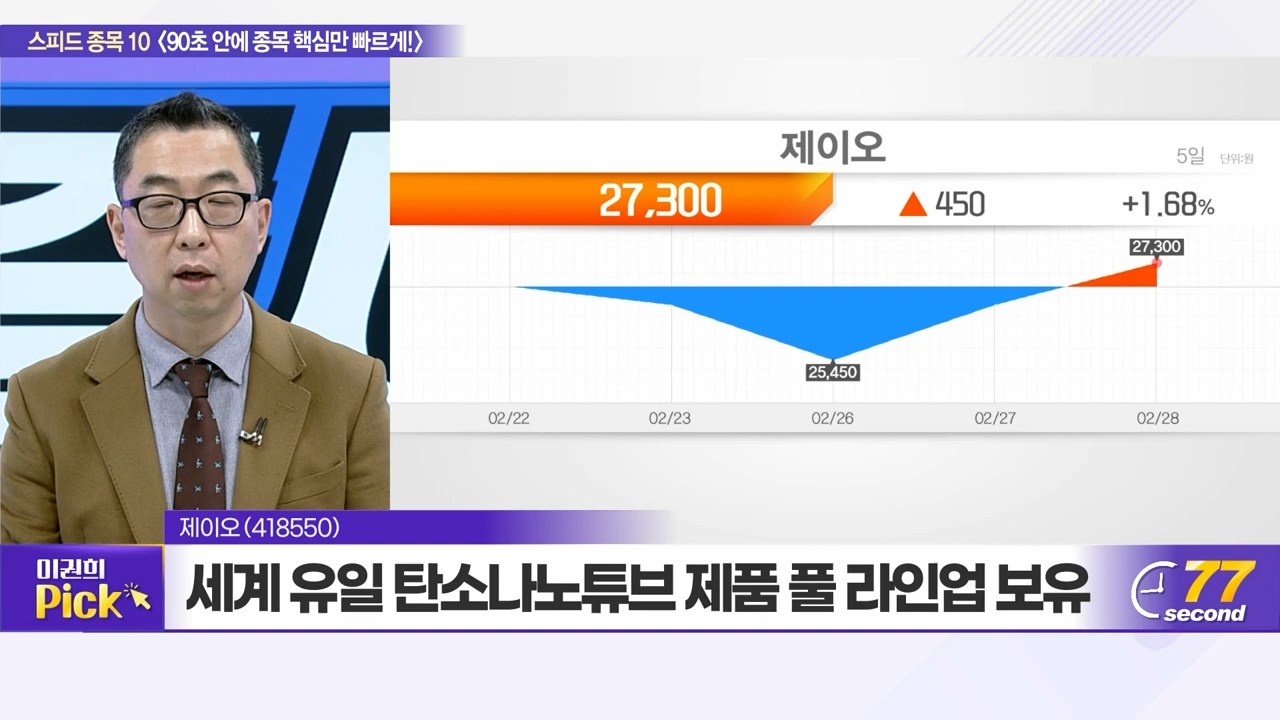 스피드 종목 10 〈90초 안에 종목 핵심만 빠르게!〉
제이오
5일 단위:원
27,300 ▲ 450 +1.68%
27,300
25,450
02/22 02/23 02/26 02/27 02/28
제이오(418550)
이권희
Pick
세계 유일 탄소나노튜브 제품 풀 라인업 보유
77
second